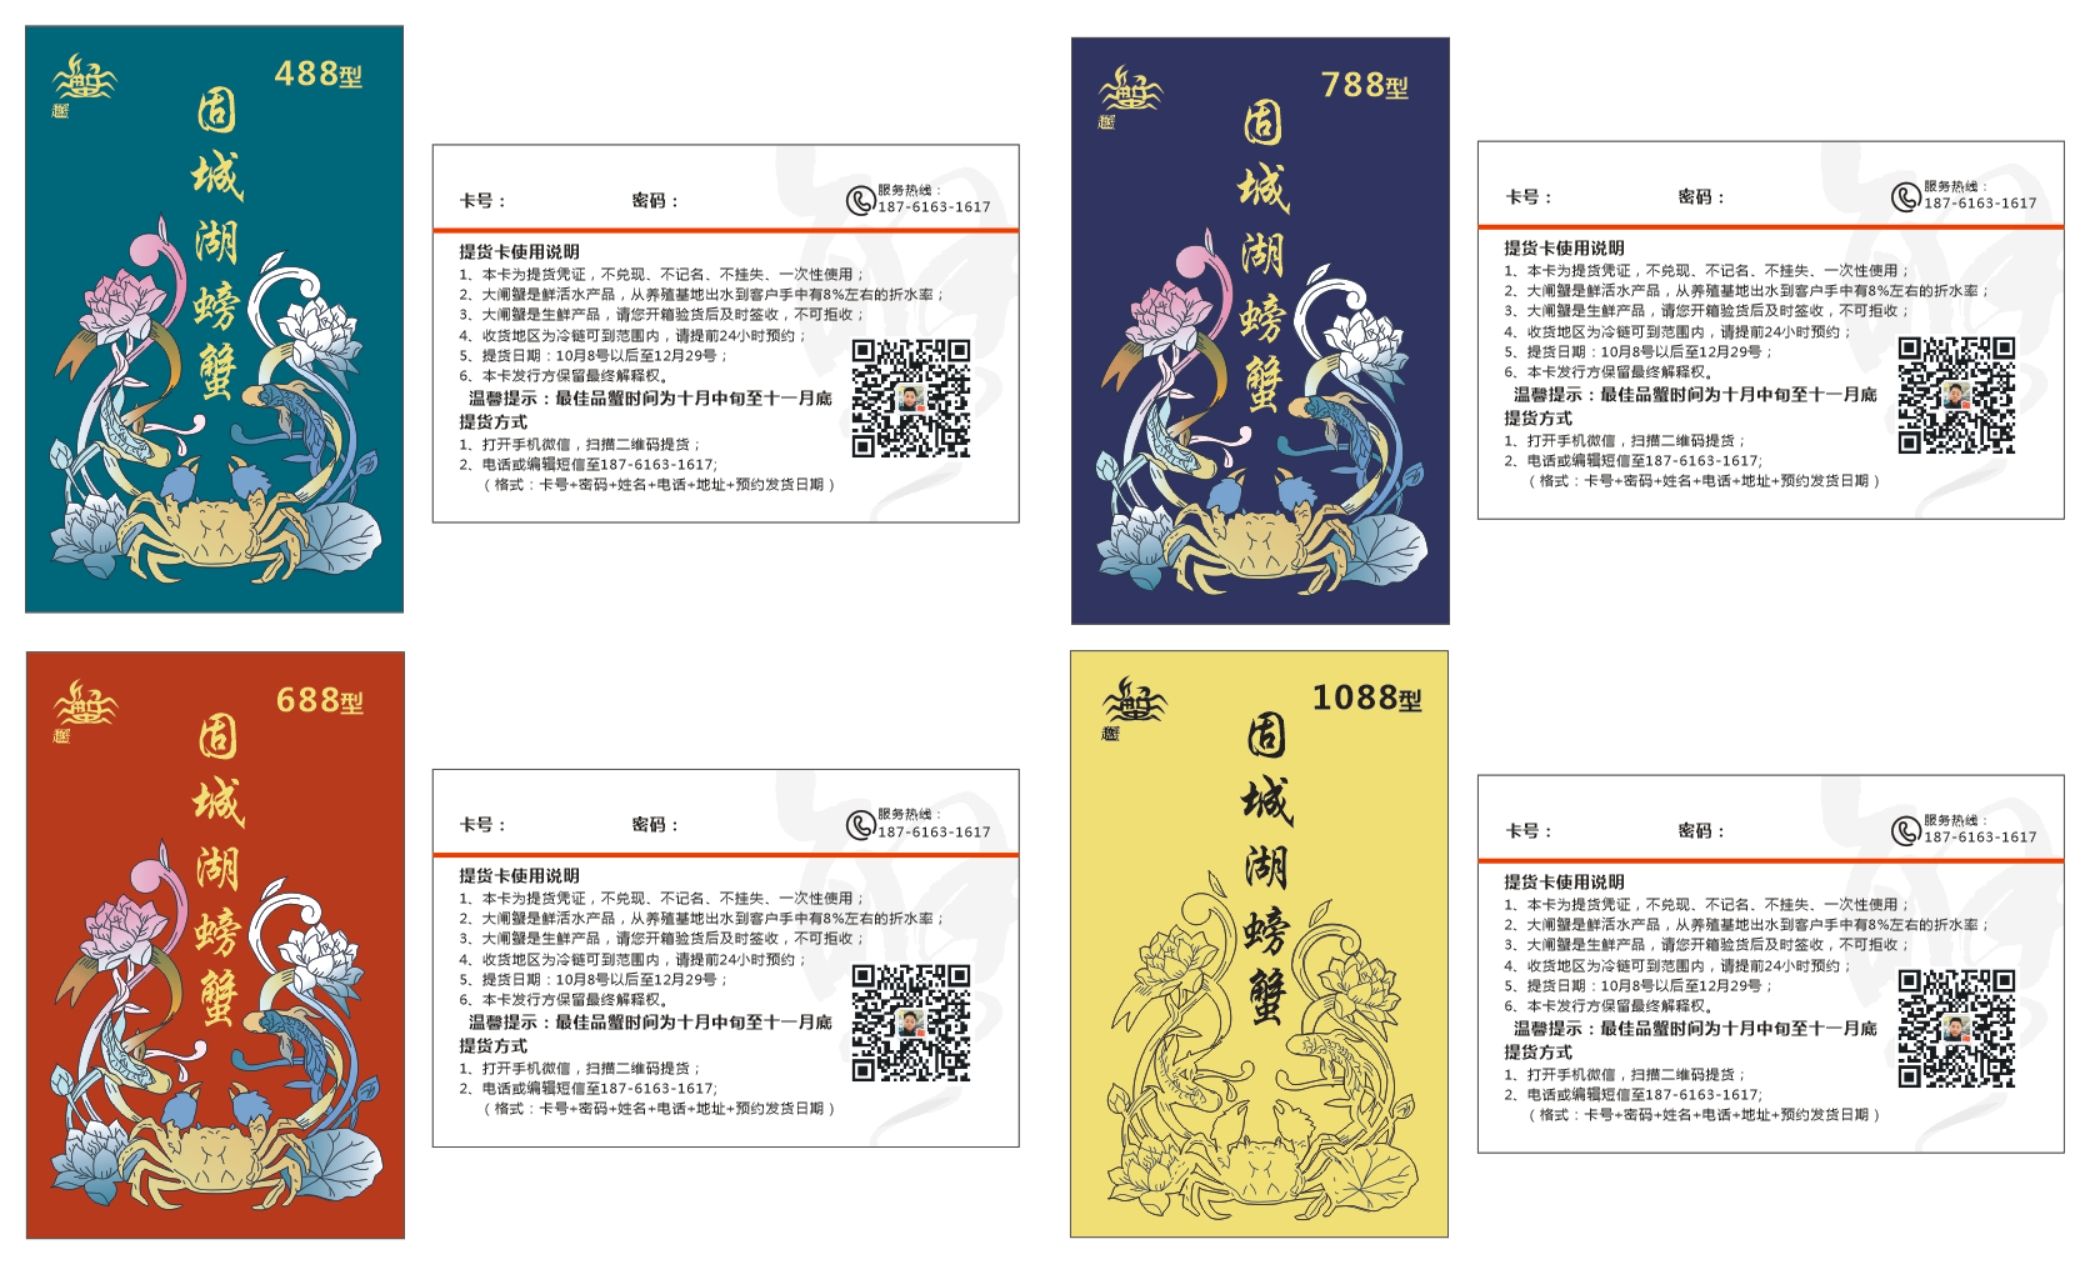 488型
趣
固城湖螃蟹
卡号：
密码：
服务热线：
187-6163-1617
提货卡使用说明
1、本卡为提货凭证，不兑现、不记名、不挂失、一次性使用；
2、大闸蟹是鲜活水产品，从养殖基地出水到客户手中有8%左右的折水率；
3、大闸蟹是生鲜产品，请您开箱验货后及时签收，不可拒收；
4、收货地区为冷链可到范围内，请提前24小时预约；
5、提货日期：10月8号以后至12月29号；
6、本卡发行方保留最终解释权。
温馨提示：最佳品蟹时间为十月中旬至十一月底
提货方式
1、打开手机微信，扫描二维码提货；
2、电话或编辑短信至187-6163-1617;
（格式：卡号+密码+姓名+电话+地址+预约发货日期）
788型
趣
固城湖螃蟹
卡号：
密码：
服务热线：
187-6163-1617
提货卡使用说明
1、本卡为提货凭证，不兑现、不记名、不挂失、一次性使用；
2、大闸蟹是鲜活水产品，从养殖基地出水到客户手中有8%左右的折水率；
3、大闸蟹是生鲜产品，请您开箱验货后及时签收，不可拒收；
4、收货地区为冷链可到范围内，请提前24小时预约；
5、提货日期：10月8号以后至12月29号；
6、本卡发行方保留最终解释权。
温馨提示：最佳品蟹时间为十月中旬至十一月底
提货方式
1、打开手机微信，扫描二维码提货；
2、电话或编辑短信至187-6163-1617;
（格式：卡号+密码+姓名+电话+地址+预约发货日期）
688型
趣
固城湖螃蟹
卡号：
密码：
服务热线：
187-6163-1617
提货卡使用说明
1、本卡为提货凭证，不兑现、不记名、不挂失、一次性使用；
2、大闸蟹是鲜活水产品，从养殖基地出水到客户手中有8%左右的折水率；
3、大闸蟹是生鲜产品，请您开箱验货后及时签收，不可拒收；
4、收货地区为冷链可到范围内，请提前24小时预约；
5、提货日期：10月8号以后至12月29号；
6、本卡发行方保留最终解释权。
温馨提示：最佳品蟹时间为十月中旬至十一月底
提货方式
1、打开手机微信，扫描二维码提货；
2、电话或编辑短信至187-6163-1617;
（格式：卡号+密码+姓名+电话+地址+预约发货日期）
1088型
趣
固城湖螃蟹
卡号：
密码：
服务热线：
187-6163-1617
提货卡使用说明
1、本卡为提货凭证，不兑现、不记名、不挂失、一次性使用；
2、大闸蟹是鲜活水产品，从养殖基地出水到客户手中有8%左右的折水率；
3、大闸蟹是生鲜产品，请您开箱验货后及时签收，不可拒收；
4、收货地区为冷链可到范围内，请提前24小时预约；
5、提货日期：10月8号以后至12月29号；
6、本卡发行方保留最终解释权。
温馨提示：最佳品蟹时间为十月中旬至十一月底
提货方式
1、打开手机微信，扫描二维码提货；
2、电话或编辑短信至187-6163-1617;
（格式：卡号+密码+姓名+电话+地址+预约发货日期）